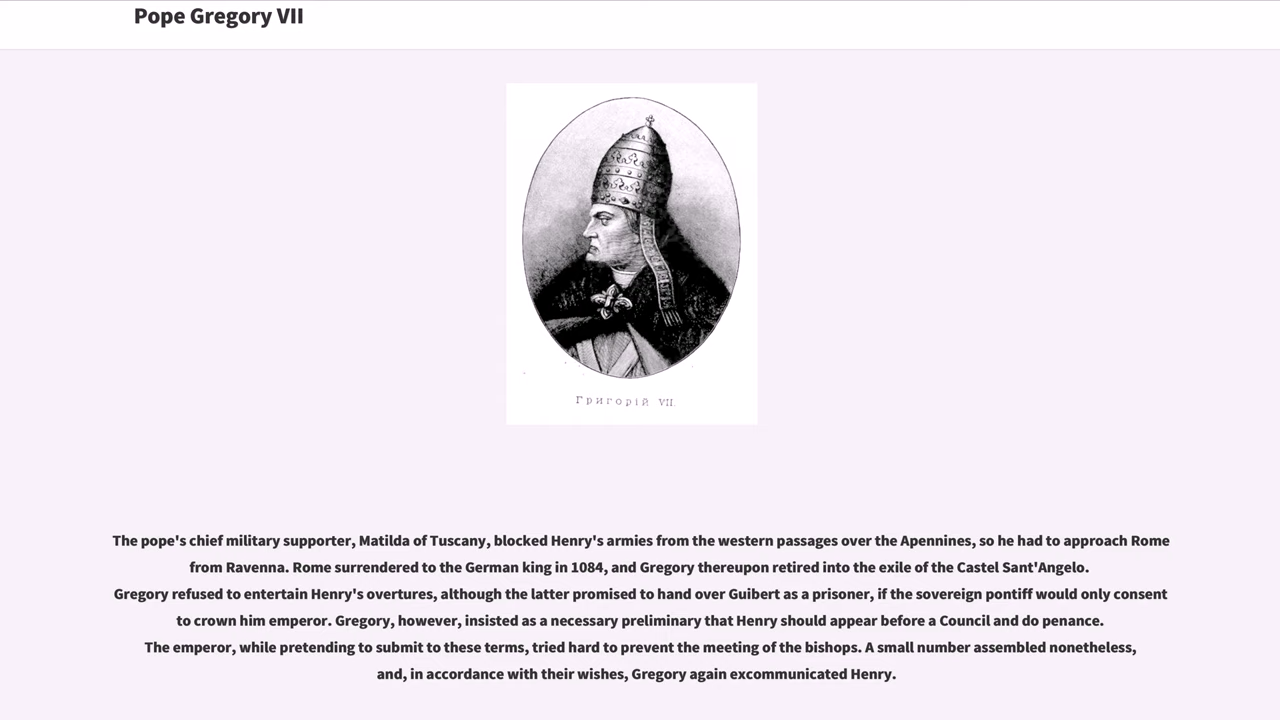 Pope Gregory VII
Григорій VII.
The pope's chief military supporter, Matilda of Tuscany, blocked Henry's armies from the western passages over the Apennines, so he had to approach Rome
from Ravenna. Rome surrendered to the German king in 1084, and Gregory thereupon retired into the exile of the Castel Sant'Angelo.
Gregory refused to entertain Henry's overtures, although the latter promised to hand over Guibert as a prisoner, if the sovereign pontiff would only consent
to crown him emperor. Gregory, however, insisted as a necessary preliminary that Henry should appear before a Council and do penance.
The emperor, while pretending to submit to these terms, tried hard to prevent the meeting of the bishops. A small number assembled nonetheless,
and, in accordance with their wishes, Gregory again excommunicated Henry.